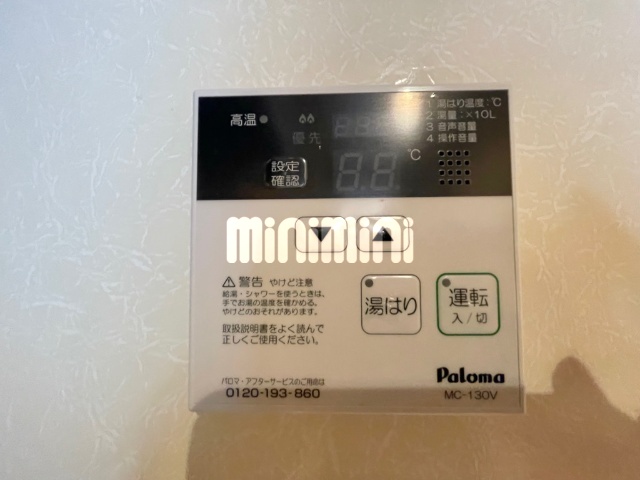 高温
優先
℃
設定
確認
1 湯はり温度:℃
2 湯量:×10L
3 音声音量
4 操作音量
minimini
▼ ▲
⚠警告 やけど注意
給湯・シャワーを使うときは、
手でお湯の温度を確かめる。
やけどのおそれがあります。
取扱説明書をよく読んで
正しくご使用ください。
湯はり
運転
入/切
パロマ・アフターサービスのご用命は
0120-193-860
Paloma
MC-130V